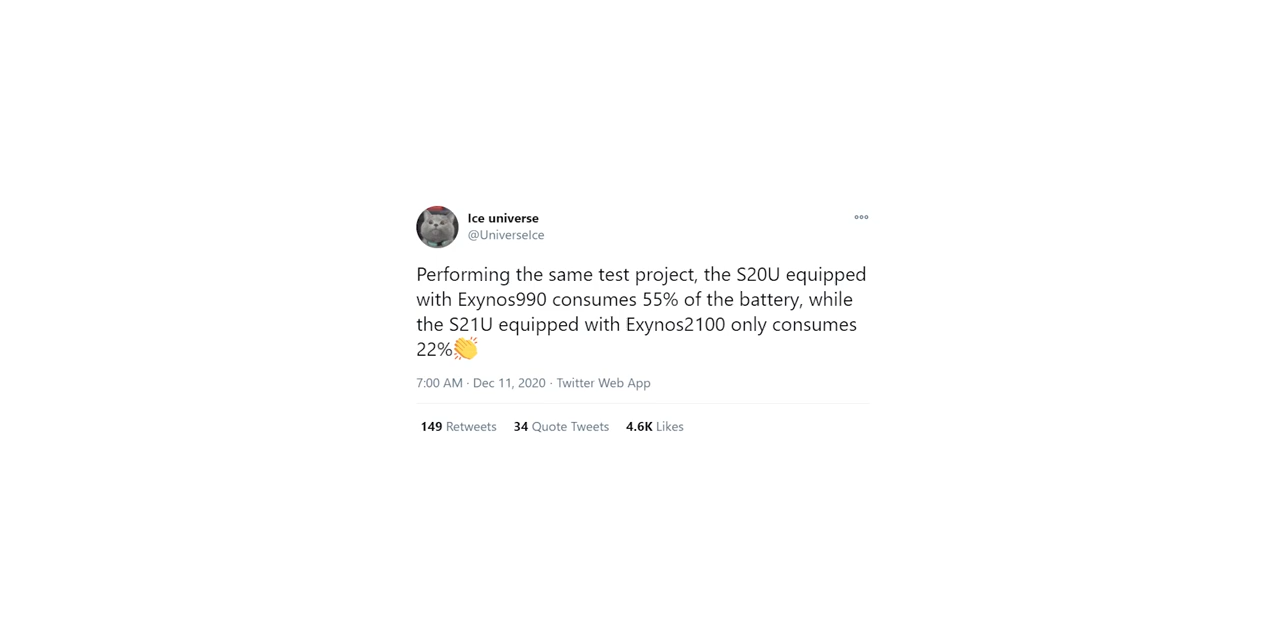 Ice universe
@UniverseIce
Performing the same test project, the S20U equipped
with Exynos990 consumes 55% of the battery, while
the S21U equipped with Exynos2100 only consumes
22%👏
7:00 AM · Dec 11, 2020 · Twitter Web App
149 Retweets 34 Quote Tweets 4.6K Likes